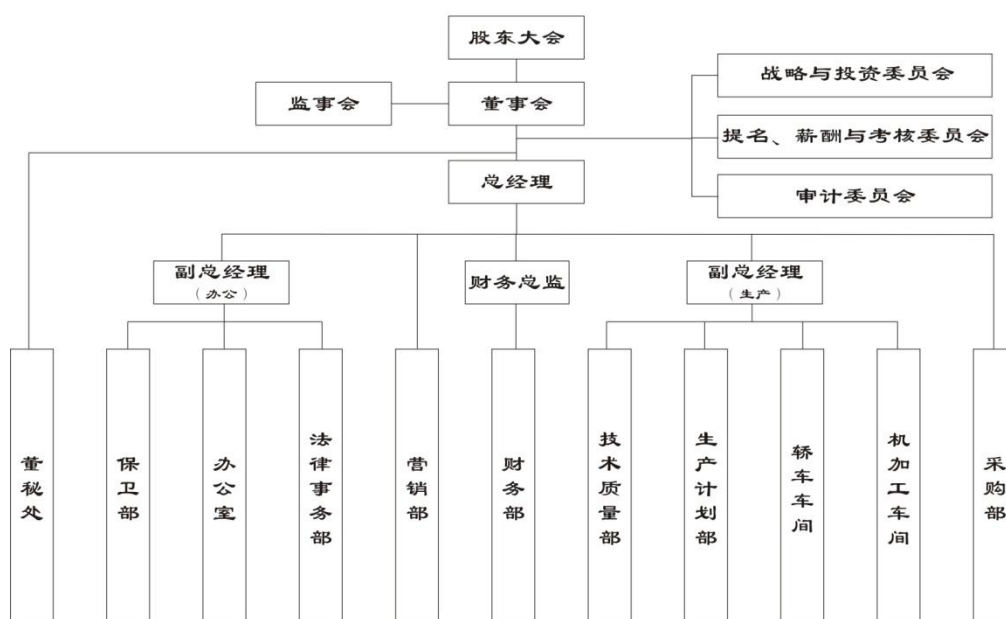 股东大会
战略与投资委员会
监事会
董事会
提名、薪酬与考核委员会
总经理
审计委员会
副总经理
（办公）
财务总监
副总经理
（生产）
董秘处
保卫部
办公室
法律事务部
营销部
财务部
技术质量部
生产计划部
轿车车间
机加工车间
采购部